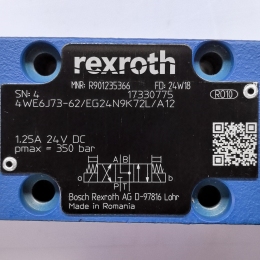 rexroth
MNR: R901235366 FD: 24W18
SN: 4 17330775 RO10
4WE6J73-62/EG24N9K72L/A12
1.25A 24V DC
pmax = 350 bar
a A B b
P T
Bosch Rexroth AG D-97816 Lohr
Made in Romania